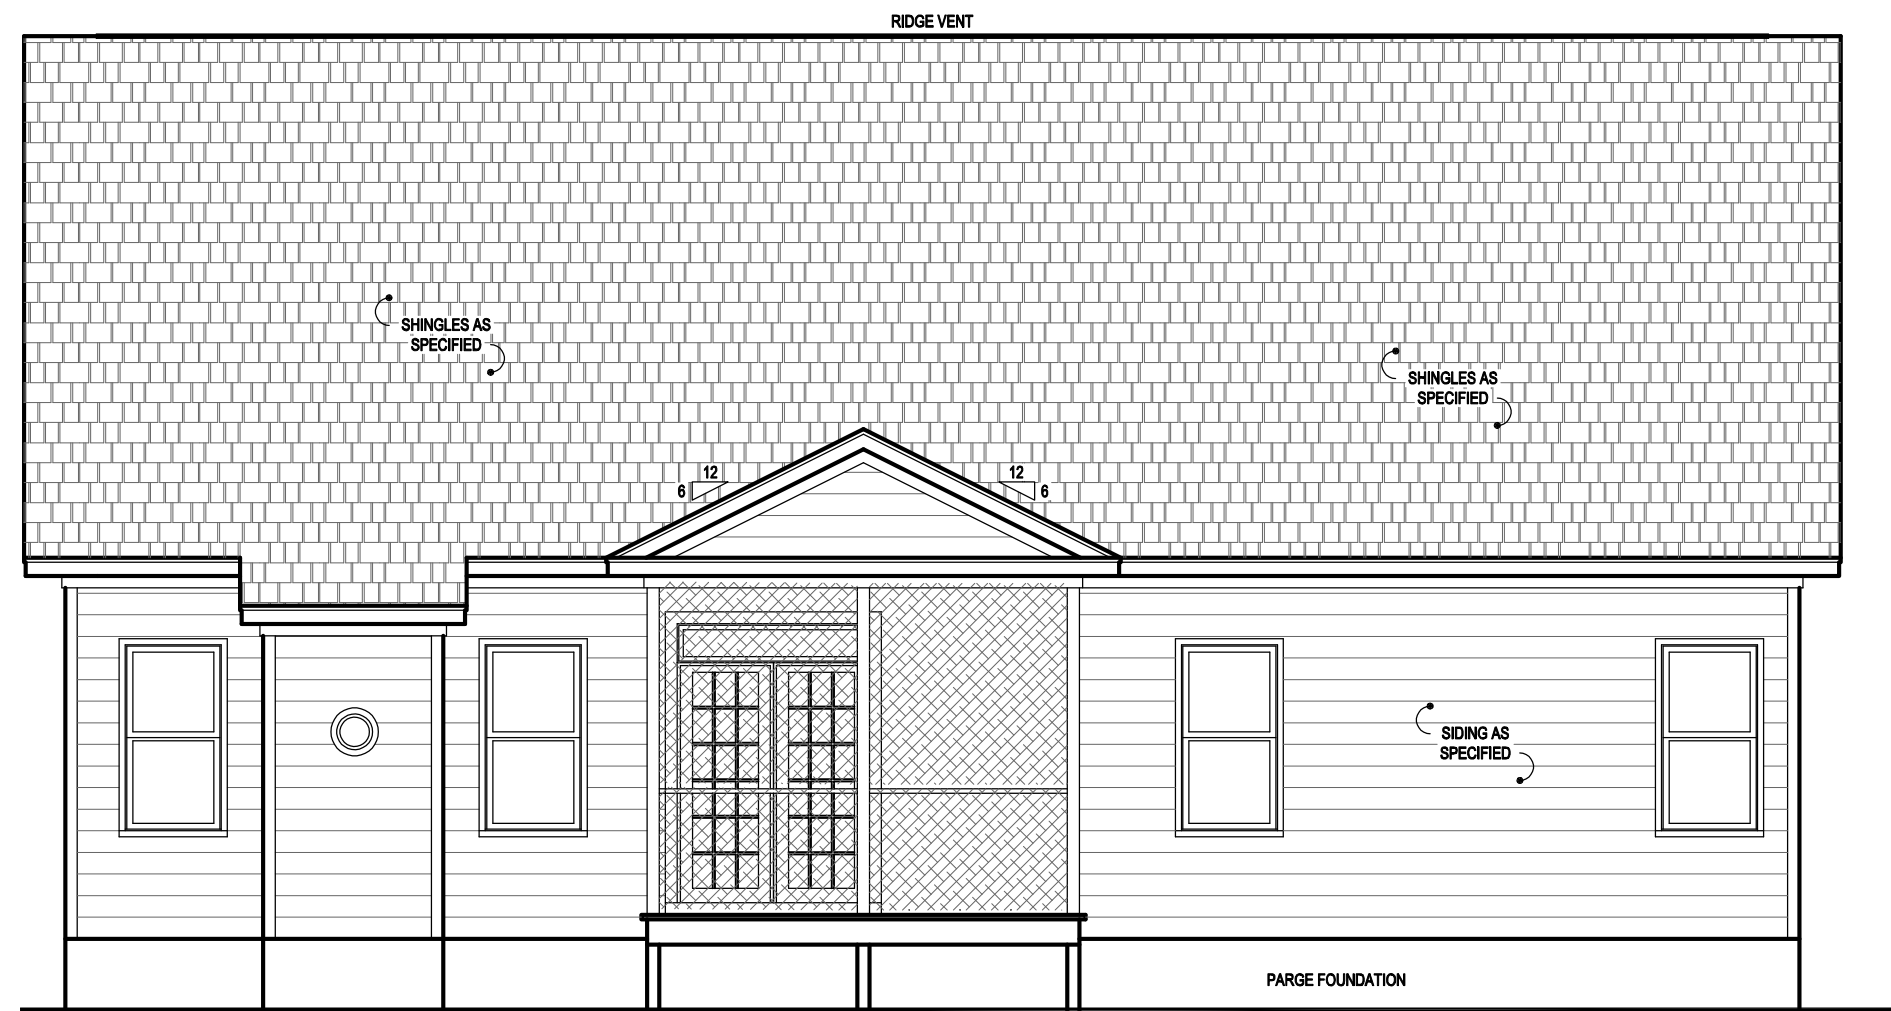 RIDGE VENT
SHINGLES AS
SPECIFIED
SHINGLES AS
SPECIFIED
12
6
12
6
SIDING AS
SPECIFIED
PARGE FOUNDATION